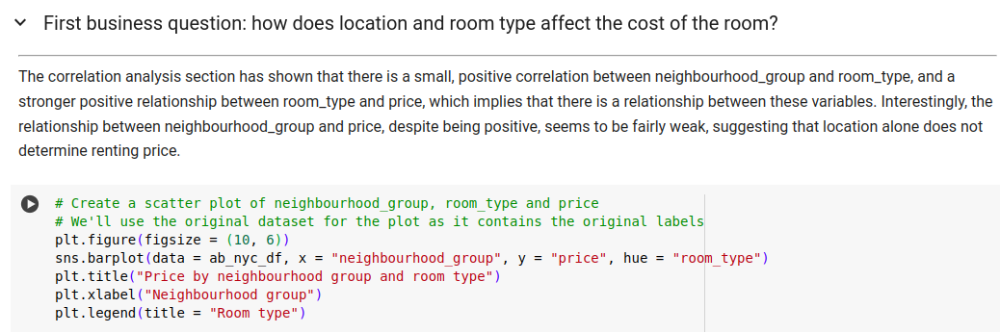 First business question: how does location and room type affect the cost of the room?
The correlation analysis section has shown that there is a small, positive correlation between neighbourhood_group and room_type, and a
stronger positive relationship between room_type and price, which implies that there is a relationship between these variables. Interestingly, the
relationship between neighbourhood_group and price, despite being positive, seems to be fairly weak, suggesting that location alone does not
determine renting price.
# Create a scatter plot of neighbourhood_group, room_type and price
# We'll use the original dataset for the plot as it contains the original labels
plt.figure(figsize = (10, 6))
sns.barplot(data = ab_nyc_df, x = "neighbourhood_group", y = "price", hue = "room_type")
plt.title("Price by neighbourhood group and room type")
plt.xlabel("Neighbourhood group")
plt.legend(title = "Room type")